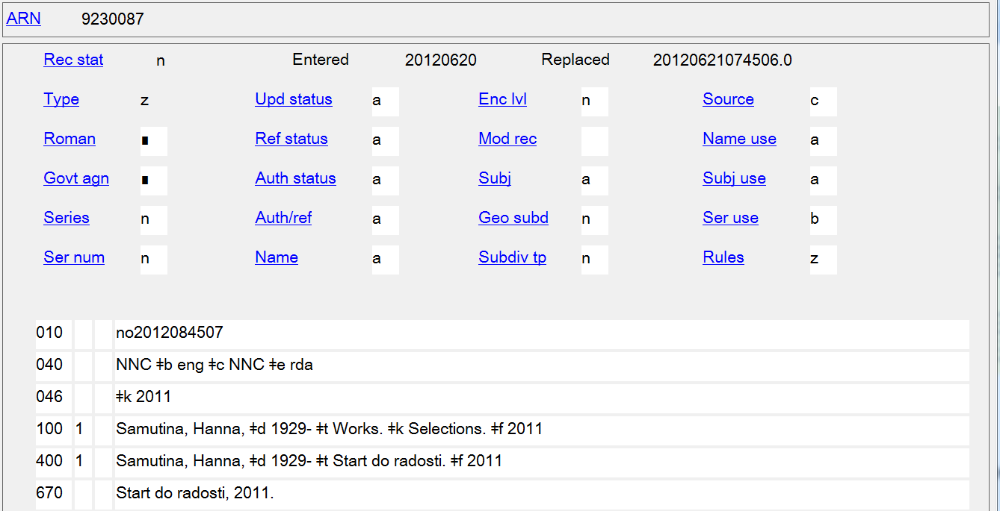 ARN 9230087
Rec stat n Entered 20120620 Replaced 20120621074506.0
Type z Upd status a Enc lvl n Source c
Roman ∎ Ref status a Mod rec Name use a
Govt agn ∎ Auth status a Subj a Subj use a
Series n Auth/ref a Geo subd n Ser use b
Ser num n Name a Subdiv tp n Rules z
010 no2012084507
040 NNC ǂb eng ǂc NNC ǂe rda
046 ǂk 2011
100 1 Samutina, Hanna, ǂd 1929- ǂt Works. ǂk Selections. ǂf 2011
400 1 Samutina, Hanna, ǂd 1929- ǂt Start do radosti. ǂf 2011
670 Start do radosti, 2011.